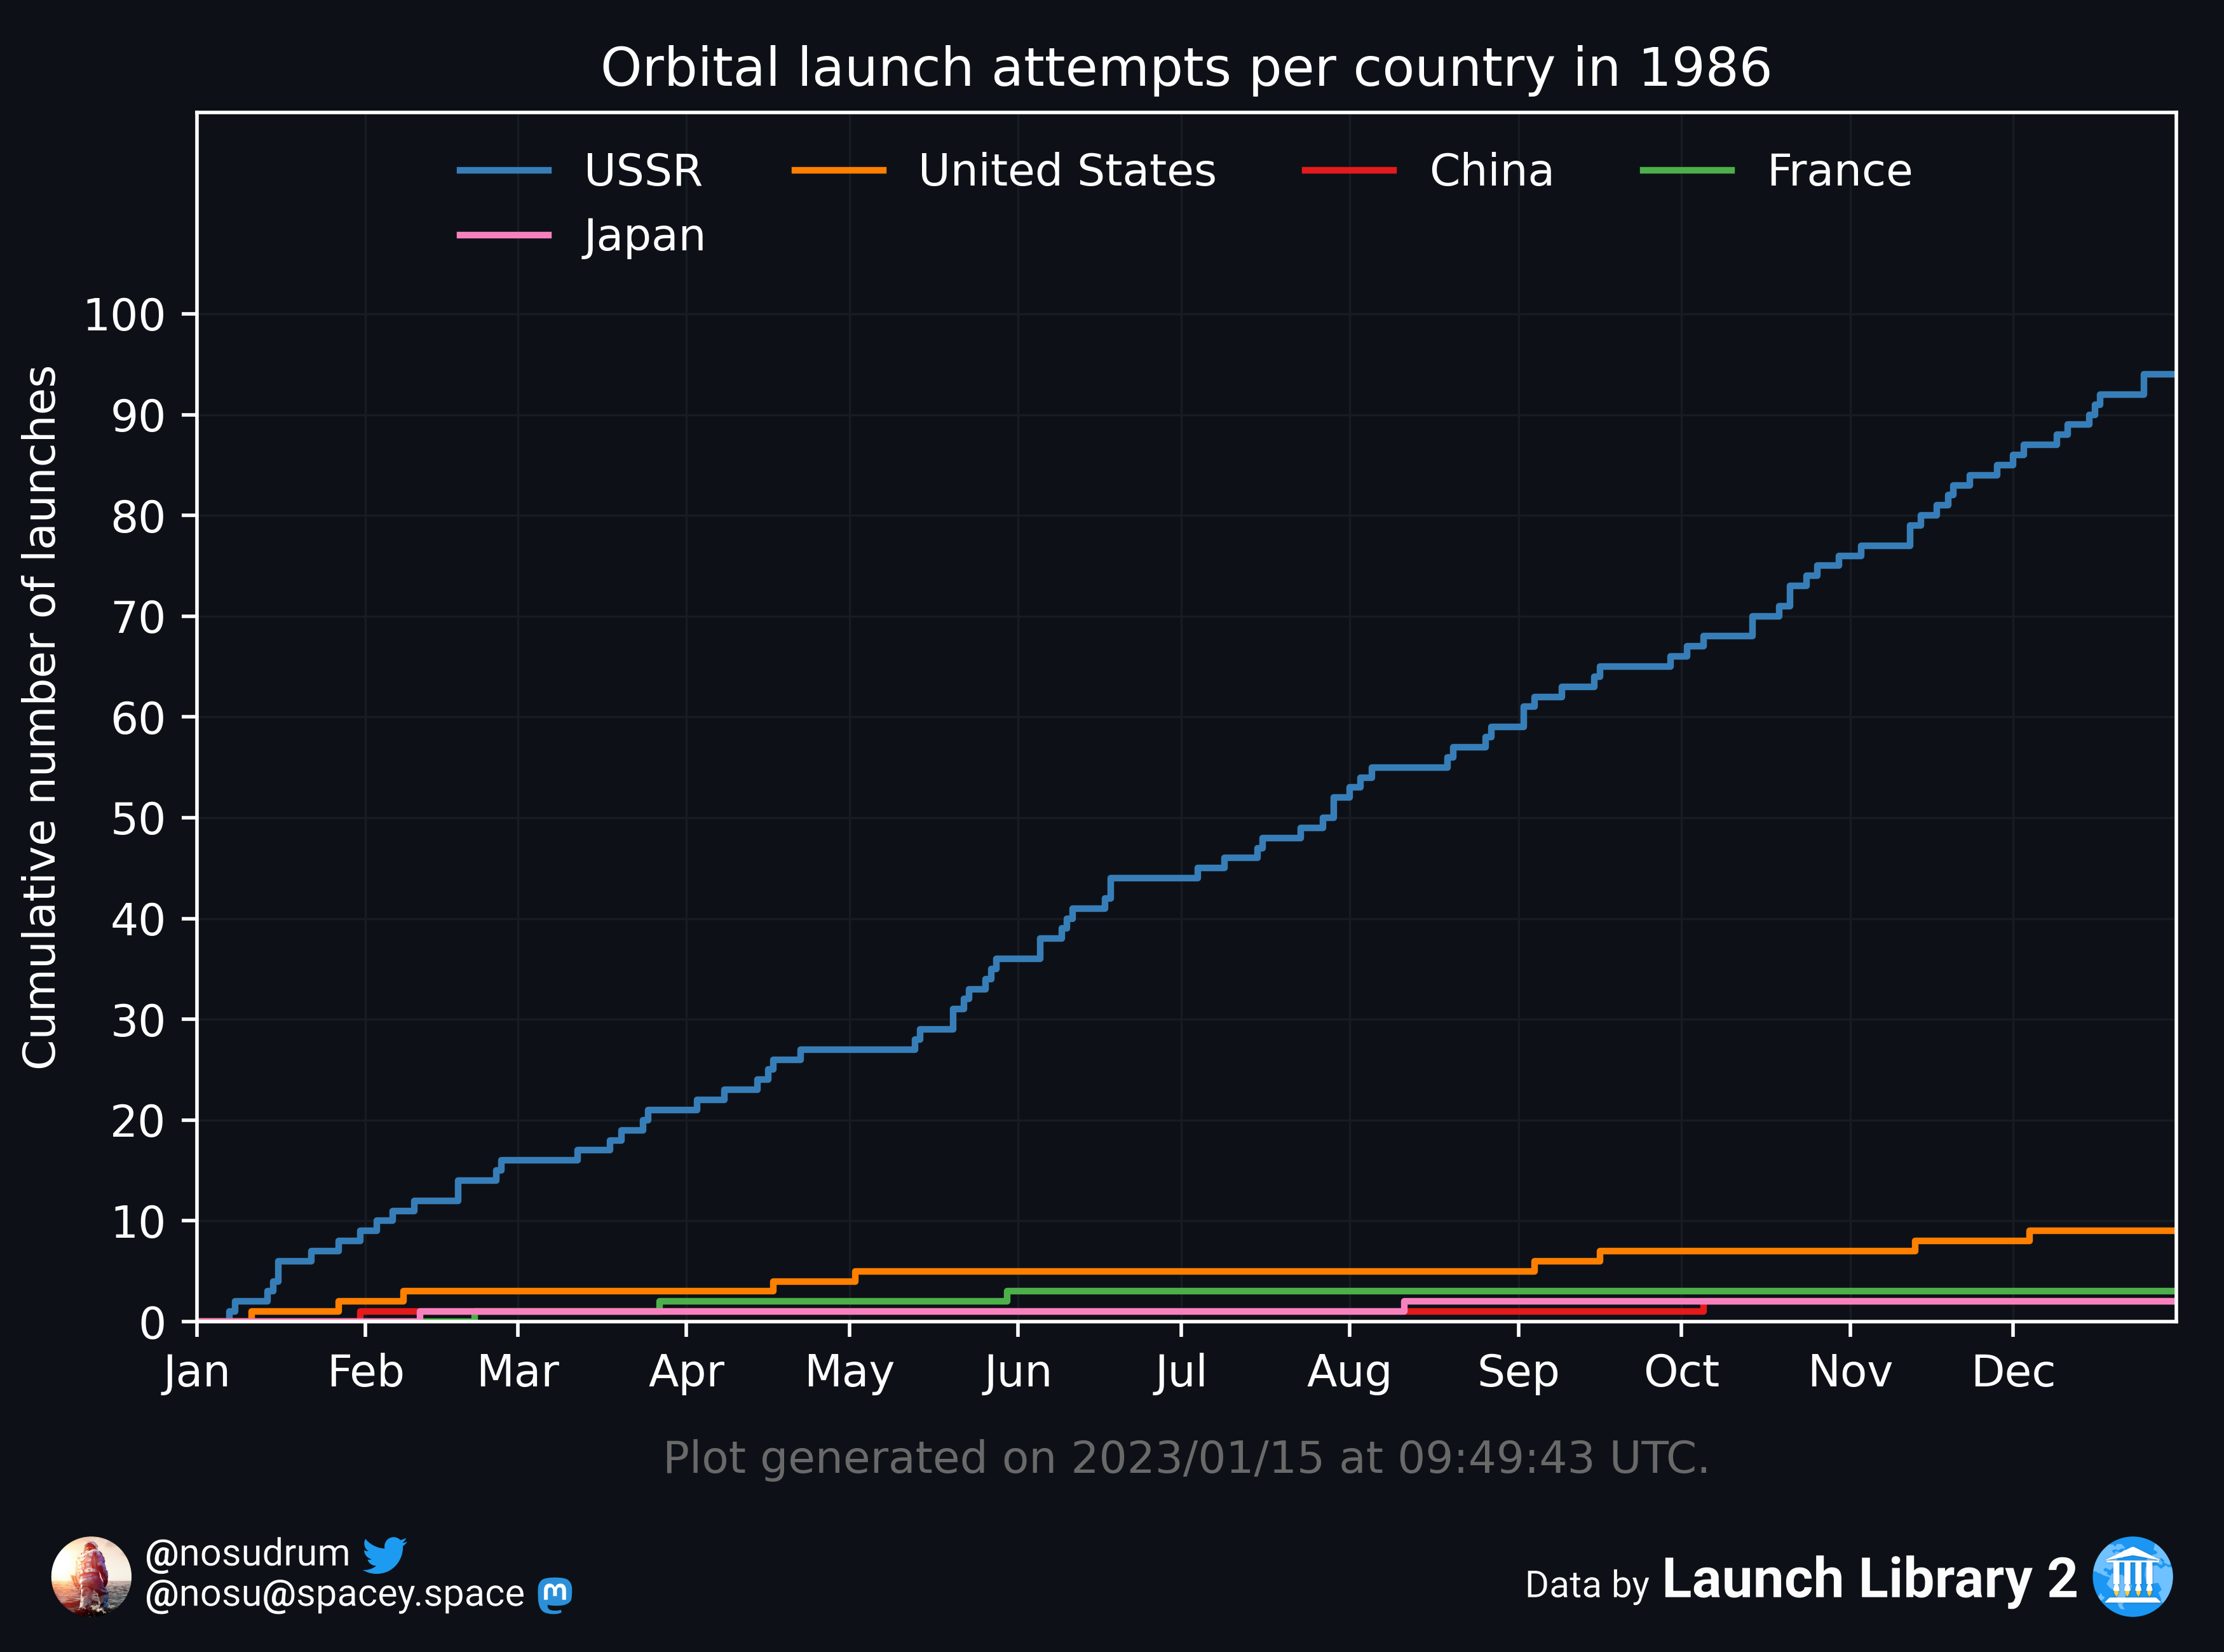 Orbital launch attempts per country in 1986
USSR United States China France
Japan
Cumulative number of launches
100
90
80
70
60
50
40
30
20
10
0
Jan Feb Mar Apr May Jun Jul Aug Sep Oct Nov Dec
Plot generated on 2023/01/15 at 09:49:43 UTC.
@nosudrum
@nosu@spacey.space
Data by Launch Library 2